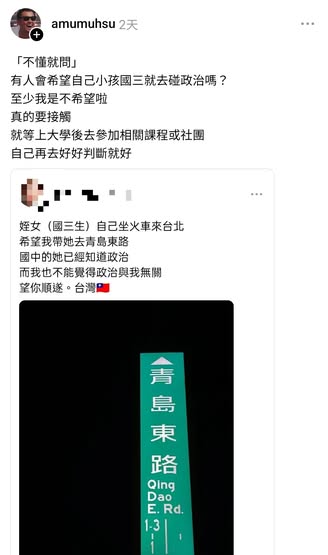 amumuhsu 2天
「不懂就問」
有人會希望自己小孩國三就去碰政治嗎？
至少我是不希望啦
真的要接觸
就等上大學後去參加相關課程或社團
自己再去好好判斷就好
姪女（國三生）自己坐火車來台北
希望我帶她去青島東路
國中的她已經知道政治
而我也不能覺得政治與我無關
望你順遂。台灣🇹🇼
青島東路
Qing
Dao
E. Rd.
1-3